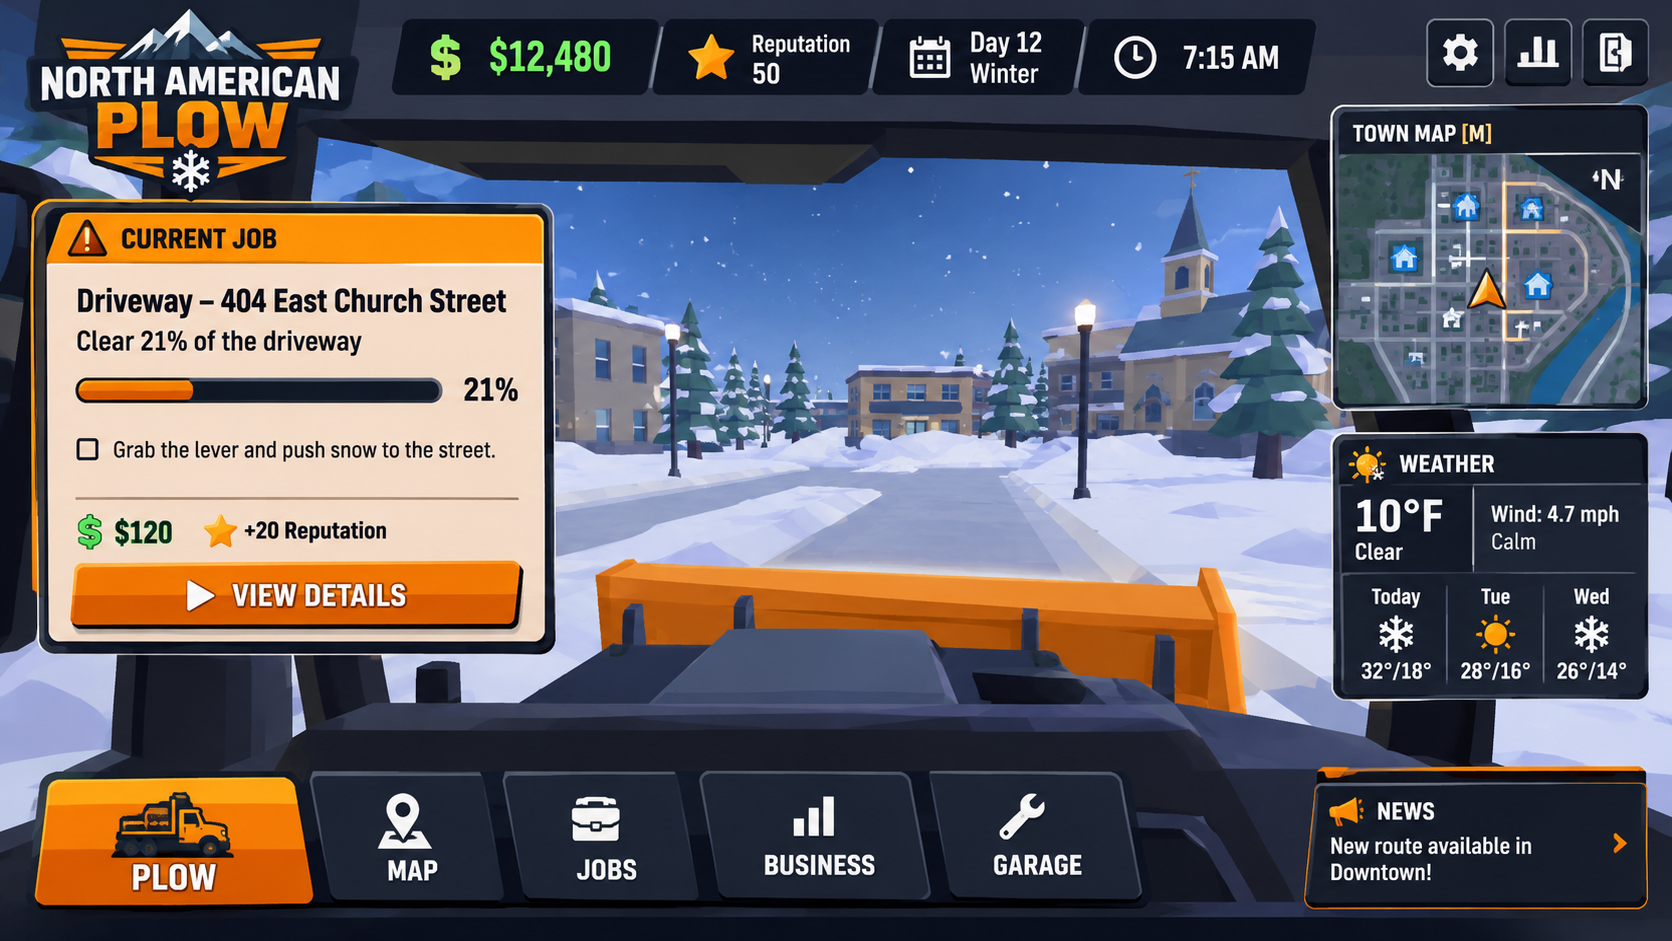 NORTH AMERICAN
PLOW
$ $12,480
Reputation
50
Day 12
Winter
7:15 AM
TOWN MAP [M]
N
CURRENT JOB
Driveway – 404 East Church Street
Clear 21% of the driveway
21%
Grab the lever and push snow to the street.
$ $120
+20 Reputation
VIEW DETAILS
WEATHER
10°F
Clear
Wind: 4.7 mph
Calm
Today
Tue
Wed
32°/18°
28°/16°
26°/14°
PLOW
MAP
JOBS
BUSINESS
GARAGE
NEWS
New route available in
Downtown!